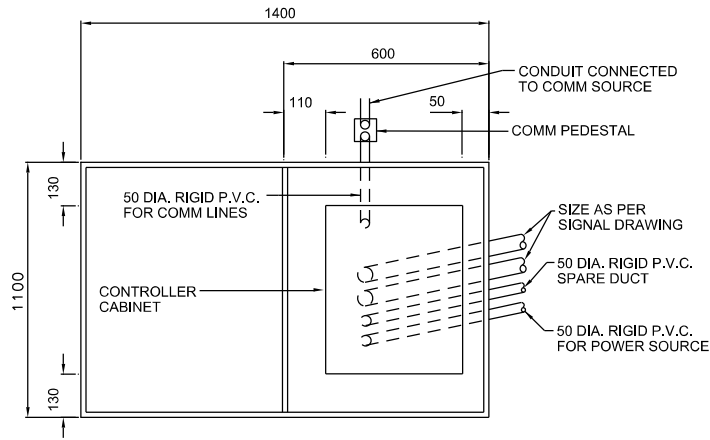 1400
600
110
50
CONDUIT CONNECTED
TO COMM SOURCE
COMM PEDESTAL
130
50 DIA. RIGID P.V.C.
FOR COMM LINES
SIZE AS PER
SIGNAL DRAWING
1100
CONTROLLER
CABINET
50 DIA. RIGID P.V.C.
SPARE DUCT
50 DIA. RIGID P.V.C.
FOR POWER SOURCE
130